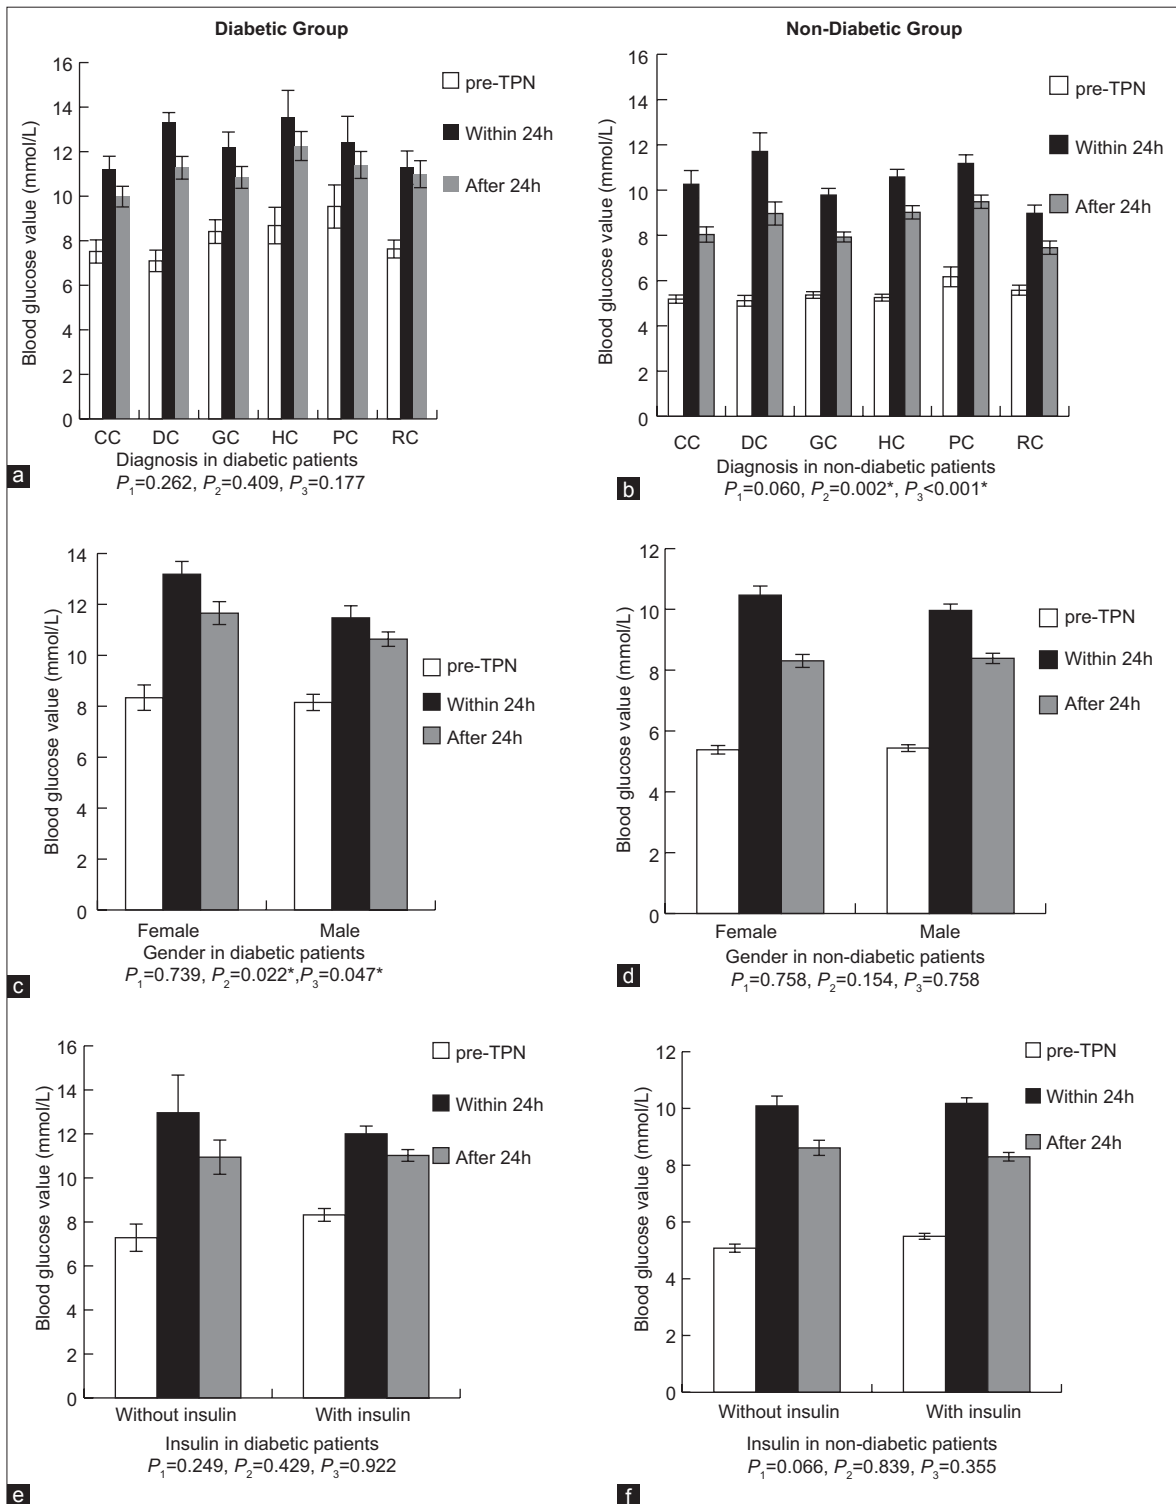 Diabetic Group
Non-Diabetic Group
Blood glucose value (mmol/L)
16
14
12
10
8
6
4
2
0
pre-TPN
Within 24h
After 24h
CC DC GC HC PC RC
Diagnosis in diabetic patients
P1=0.262, P2=0.409, P3=0.177
a
Blood glucose value (mmol/L)
16
14
12
10
8
6
4
2
0
pre-TPN
Within 24h
After 24h
CC DC GC HC PC RC
Diagnosis in non-diabetic patients
P1=0.060, P2=0.002*, P3<0.001*
b
Blood glucose value (mmol/L)
14
12
10
8
6
4
2
0
pre-TPN
Within 24h
After 24h
Female Male
Gender in diabetic patients
P1=0.739, P2=0.022*,P3=0.047*
c
Blood glucose value (mmol/L)
12
10
8
6
4
2
0
pre-TPN
Within 24h
After 24h
Female Male
Gender in non-diabetic patients
P1=0.758, P2=0.154, P3=0.758
d
Blood glucose value (mmol/L)
16
14
12
10
8
6
4
2
0
pre-TPN
Within 24h
After 24h
Without insulin With insulin
Insulin in diabetic patients
P1=0.249, P2=0.429, P3=0.922
e
Blood glucose value (mmol/L)
12
10
8
6
4
2
0
pre-TPN
Within 24h
After 24h
Without insulin With insulin
Insulin in non-diabetic patients
P1=0.066, P2=0.839, P3=0.355
f